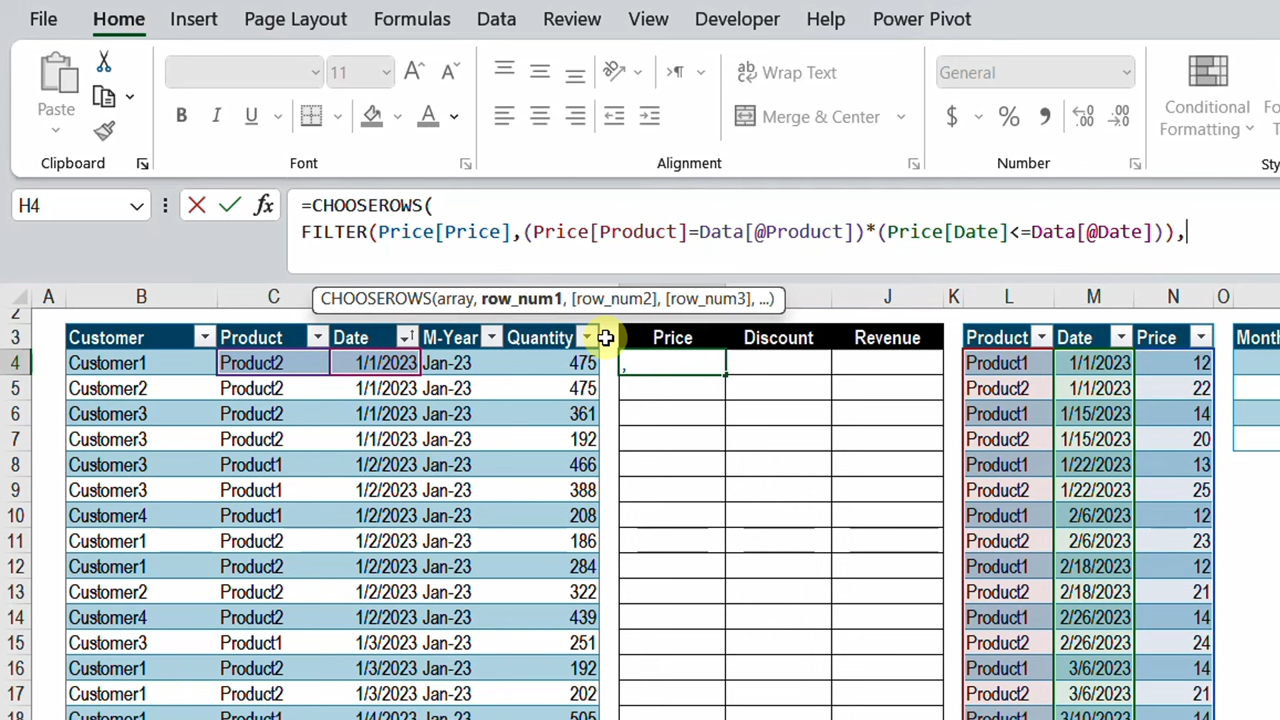 File Home Insert Page Layout Formulas Data Review View Developer Help Power Pivot
11 A A Wrap Text General
Paste B I U A Merge & Center $ % Conditional
Formatting
Clipboard Font Alignment Number
H4 fx =CHOOSEROWS(
FILTER(Price[Price],(Price[Product]=Data[@Product])*(Price[Date]<=Data[@Date])),
A B C J K L M N O
CHOOSEROWS(array, row_num1, [row_num2], [row_num3], ...)
3 Customer Product Date M-Year Quantity Price Discount Revenue Product Date Price
4 Customer1 Product2 1/1/2023 Jan-23 475 , Product1 1/1/2023 12
5 Customer2 Product2 1/1/2023 Jan-23 475 Product2 1/1/2023 22
6 Customer3 Product2 1/1/2023 Jan-23 361 Product1 1/15/2023 14
7 Customer3 Product2 1/1/2023 Jan-23 192 Product2 1/15/2023 20
8 Customer3 Product1 1/2/2023 Jan-23 466 Product1 1/22/2023 13
9 Customer3 Product1 1/2/2023 Jan-23 388 Product2 1/22/2023 25
10 Customer4 Product1 1/2/2023 Jan-23 208 Product1 2/6/2023 12
11 Customer1 Product2 1/2/2023 Jan-23 186 Product2 2/6/2023 23
12 Customer1 Product2 1/2/2023 Jan-23 284 Product1 2/18/2023 12
13 Customer2 Product2 1/2/2023 Jan-23 322 Product2 2/18/2023 21
14 Customer4 Product1 1/2/2023 Jan-23 439 Product1 2/26/2023 14
15 Customer3 Product1 1/3/2023 Jan-23 251 Product2 2/26/2023 24
16 Customer1 Product2 1/3/2023 Jan-23 192 Product1 3/6/2023 14
17 Customer1 Product2 1/3/2023 Jan-23 202 Product2 3/6/2023 21